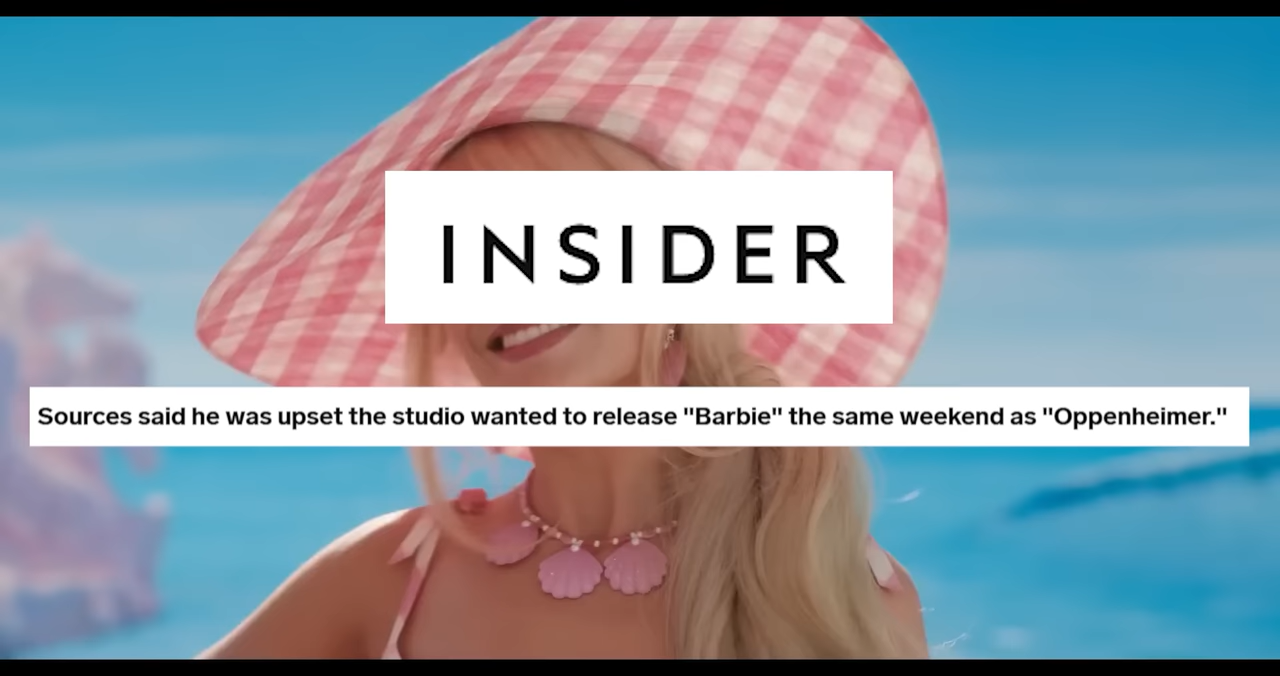 INSIDER
Sources said he was upset the studio wanted to release "Barbie" the same weekend as "Oppenheimer."